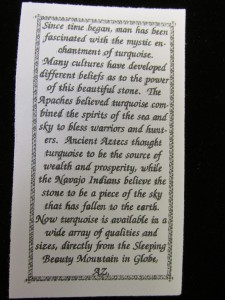 Since time began, man has been
fascinated with the mystic en-
chantment of turquoise.
Many cultures have developed
different beliefs as to the power
of this beautiful stone. The
Apaches believed turquoise com-
bined the spirits of the sea and
sky to bless warriors and hunt-
ers. Ancient Aztecs thought
turquoise to be the source of
wealth and prosperity, while
the Navajo Indians believe the
stone to be a piece of the sky
that has fallen to the earth.
Now turquoise is available in a
wide array of qualities and
sizes, directly from the Sleeping
Beauty Mountain in Globe,
AZ.